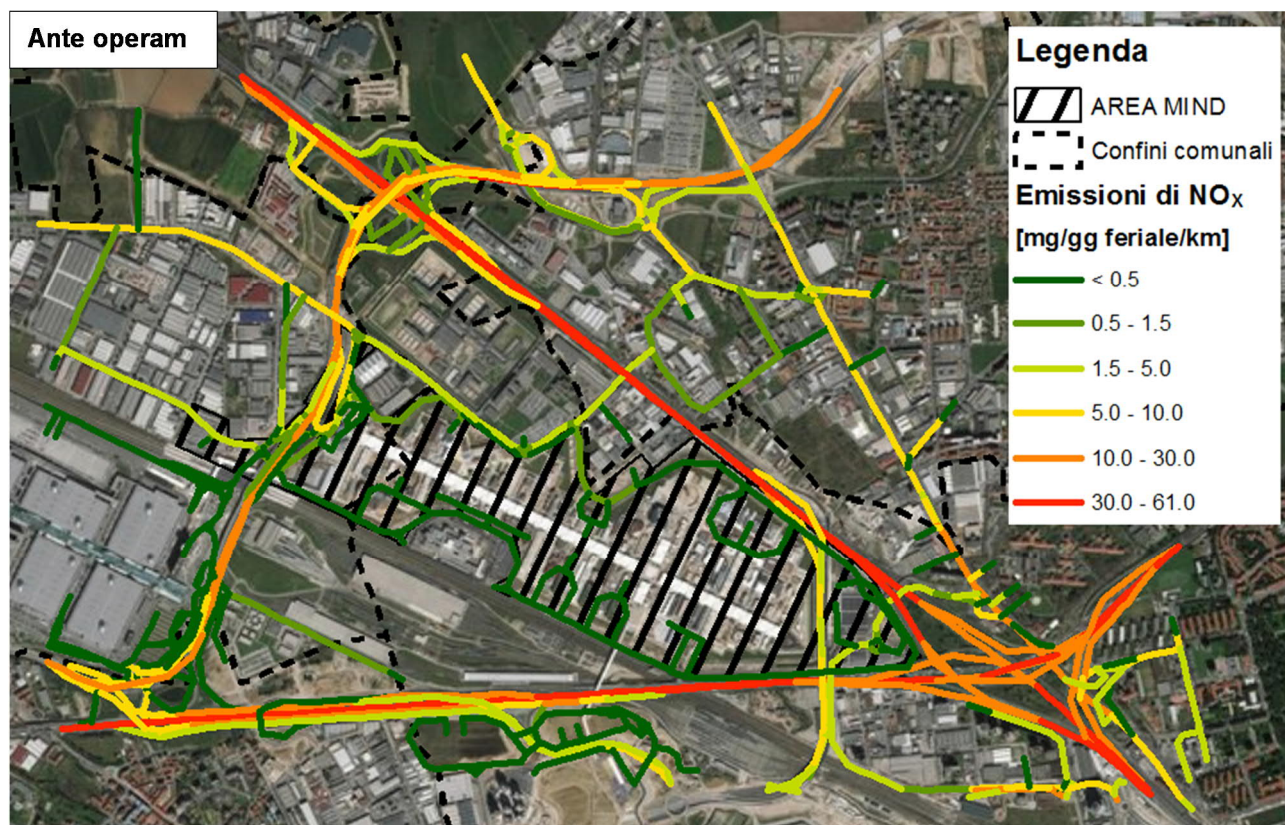 Ante operam
Legenda
AREA MIND
Confini comunali
Emissioni di NOx
[mg/gg feriale/km]
< 0.5
0.5 - 1.5
1.5 - 5.0
5.0 - 10.0
10.0 - 30.0
30.0 - 61.0